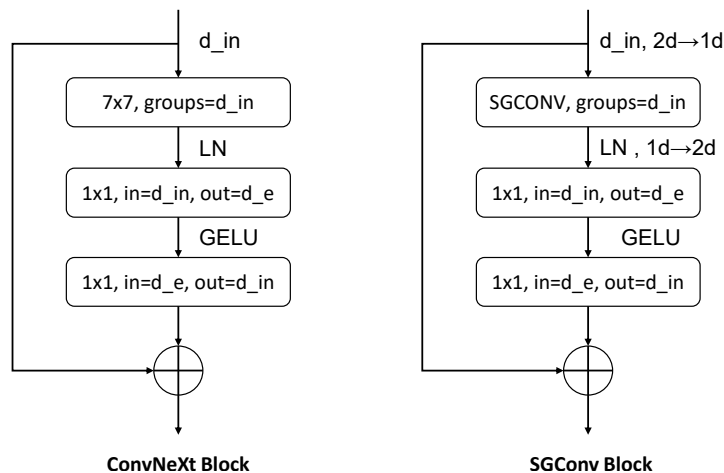 d_in
7x7, groups=d_in
LN
1x1, in=d_in, out=d_e
GELU
1x1, in=d_e, out=d_in
ConvNeXt Block
d_in, 2d→1d
SGCONV, groups=d_in
LN , 1d→2d
1x1, in=d_in, out=d_e
GELU
1x1, in=d_e, out=d_in
SGConv Block